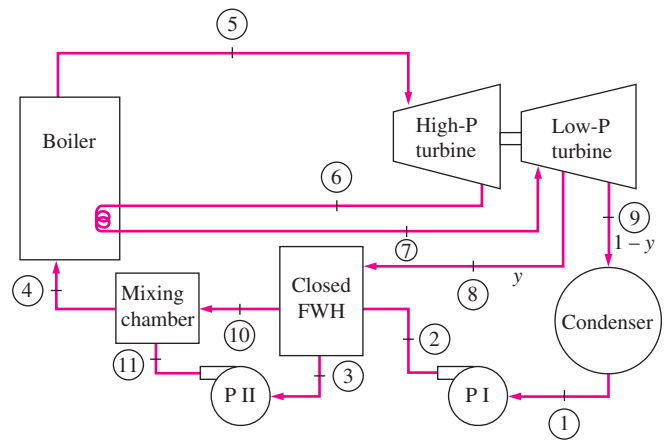 5
Boiler
High-P
turbine
Low-P
turbine
6
7
9
1 – y
8
y
4
Mixing
chamber
Closed
FWH
10
2
Condenser
11
P II
3
P I
1